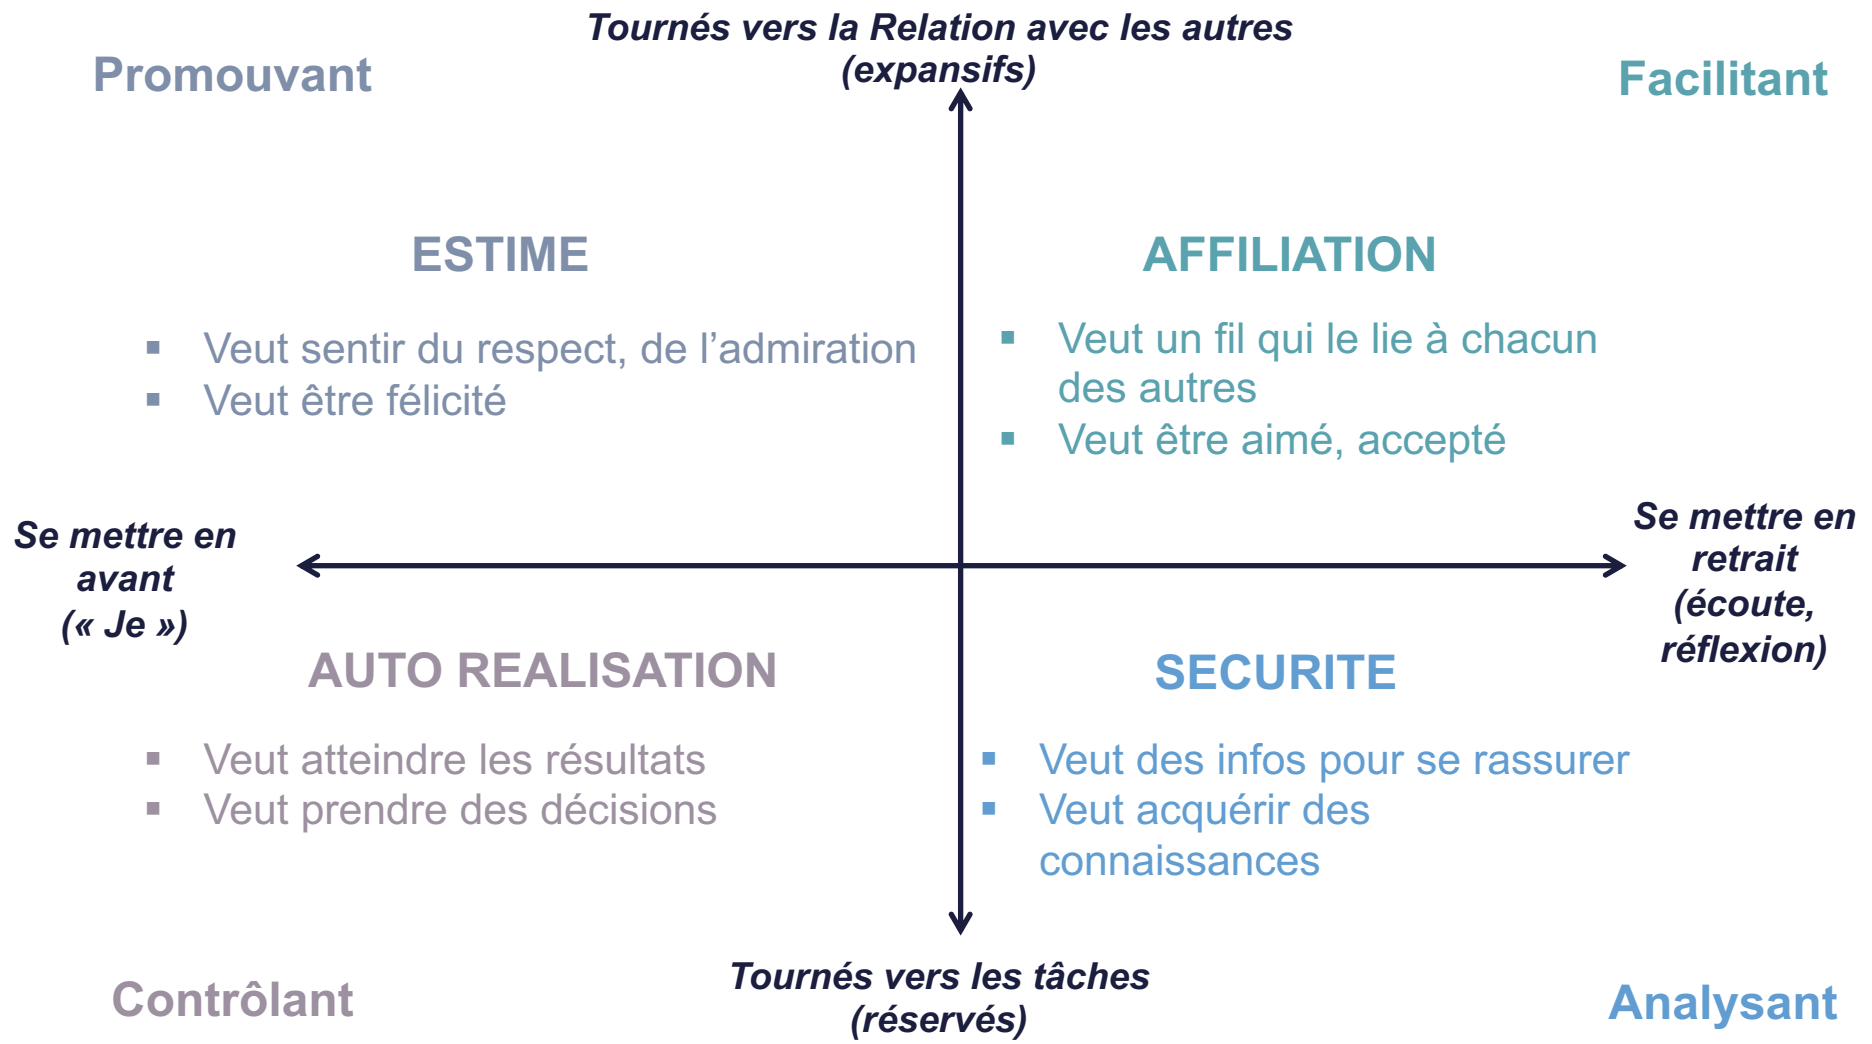 Tournés vers la Relation avec les autres
(expansifs)
Promouvant
Facilitant
ESTIME
▪ Veut sentir du respect, de l’admiration
▪ Veut être félicité
AFFILIATION
▪ Veut un fil qui le lie à chacun
des autres
▪ Veut être aimé, accepté
Se mettre en
avant
(« Je »)
Se mettre en
retrait
(écoute,
réflexion)
AUTO REALISATION
▪ Veut atteindre les résultats
▪ Veut prendre des décisions
SECURITE
▪ Veut des infos pour se rassurer
▪ Veut acquérir des
connaissances
Contrôlant
Tournés vers les tâches
(réservés)
Analysant